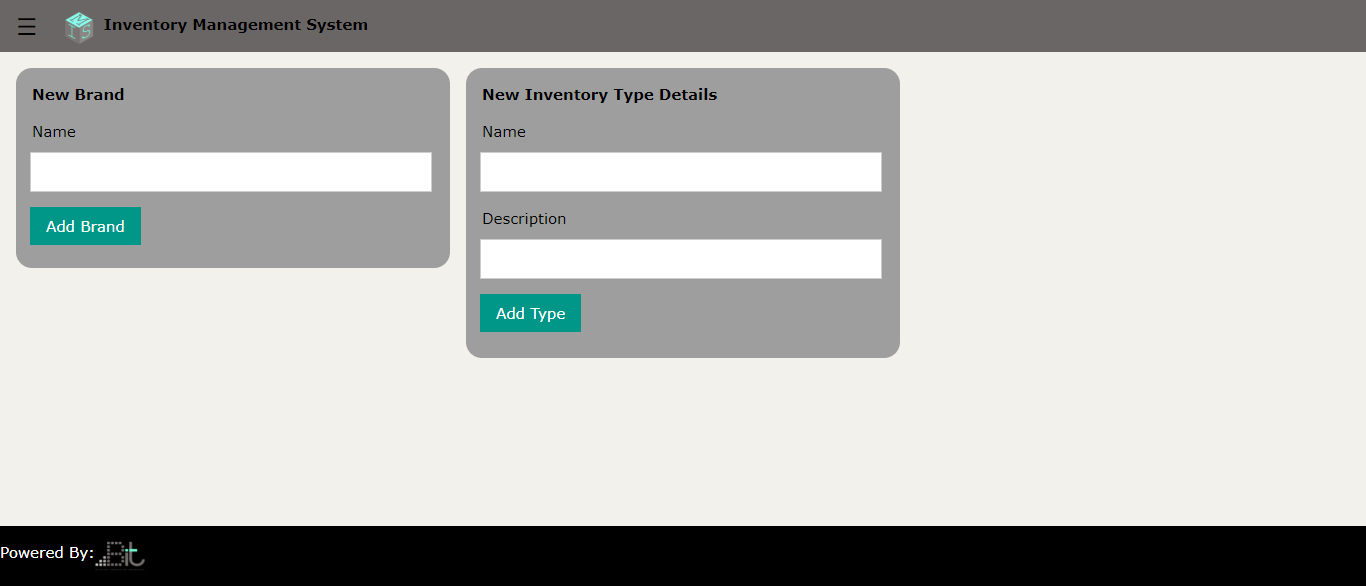 ☰ Inventory Management System
New Brand
Name
Add Brand
New Inventory Type Details
Name
Description
Add Type
Powered By: